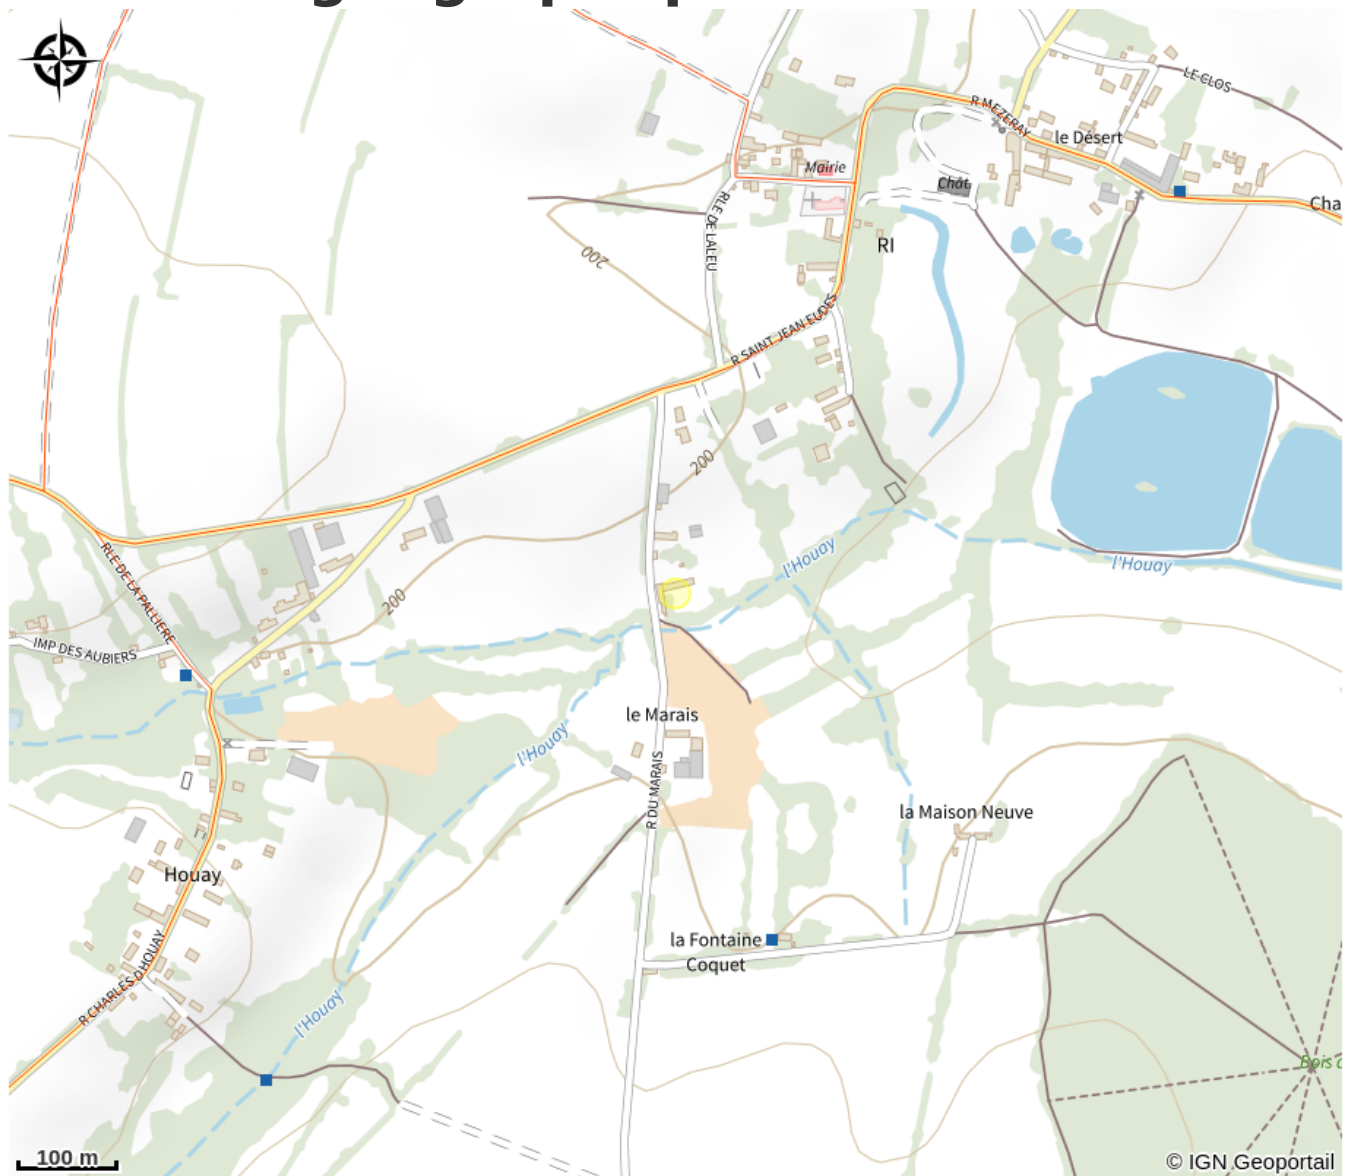 LE CLOS
R MEZERAY
le Désert
Mairie
Chât.
Cha
RLE DE LALEU
RI
200
R SAINT JEAN EUDES
200
l'Houay
l'Houay
RLE DE LA PALLIERE
200
IMP DES AUBIERS
le Marais
l'Houay
R DU MARAIS
la Maison Neuve
Houay
la Fontaine
Coquet
R CHARLES D HOUAY
l'Houay
Bois d
100 m
© IGN Geoportail